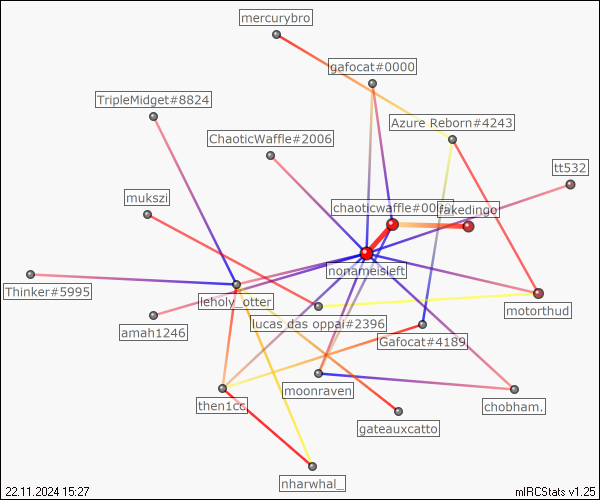 mercurybro
gafocat#0000
TripleMidget#8824
Azure Reborn#4243
ChaoticWaffle#2006
tt532
mukszi
chaoticwaffle#00
fakedingo
nonameisleft
Thinker#5995
leholy_otter
motorthud
lucas das oppai#2396
amah1246
Gafocat#4189
moonraven
then1cc
chobham.
gateauxcatto
nharwhal_
22.11.2024 15:27
mIRCStats v1.25